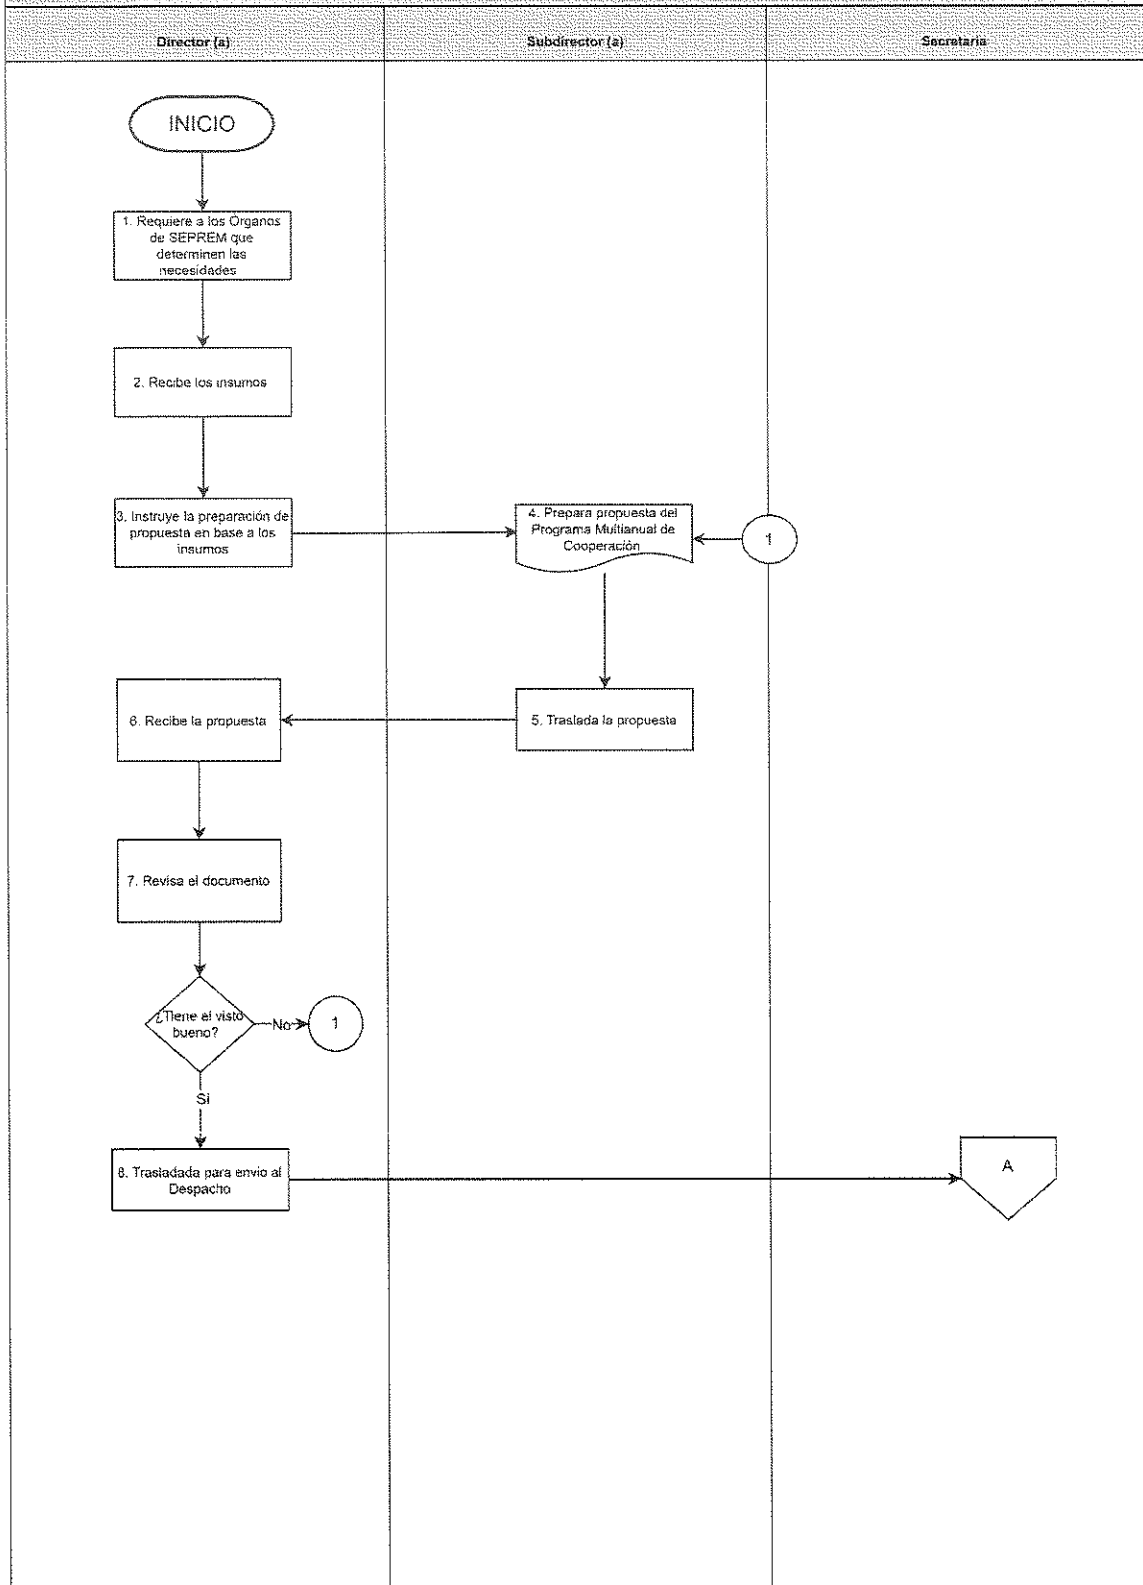 Director (a)
Subdirector (a)
Secretaria
INICIO
1. Requiere a los Órganos
de SEPREM que
determinen las
necesidades
2. Recibe los insumos
3. Instruye la preparación de
propuesta en base a los
insumos
4. Prepara propuesta del
Programa Multianual de
Cooperación
1
6. Recibe la propuesta
5. Traslada la propuesta
7. Revisa el documento
¿Tiene el visto
bueno?
No
1
Si
8. Trasladada para envio al
Despacho
A